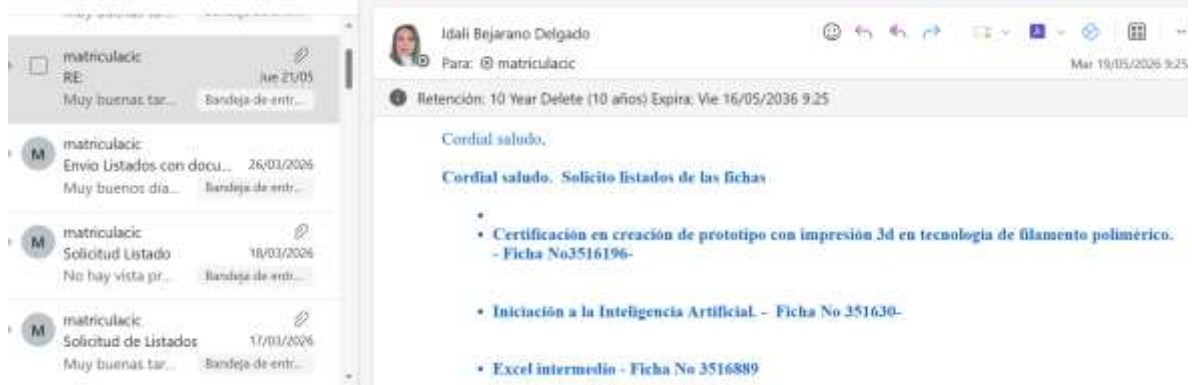 matriculacic
RE:
Jue 21/05
Muy buenas tar...
Bandeja de entr...
M
matriculacic
Envio Listados con docu...
26/03/2026
Muy buenos día...
Bandeja de entr...
M
matriculacic
Solicitud Listado
18/03/2026
No hay vista pr...
Bandeja de entr...
M
matriculacic
Solicitud de Listados
17/03/2026
Muy buenas tar...
Bandeja de entr...
Idali Bejarano Delgado
Para: matriculacic
Mar 19/05/2026 9:25
Retención: 10 Year Delete (10 años) Expira: Vie 16/05/2036 9:25
Cordial saludo,
Cordial saludo. Solicito listados de las fichas
• Certificación en creación de prototipo con impresión 3d en tecnología de filamento polimérico.
- Ficha No3516196-
• Iniciación a la Inteligencia Artificial. - Ficha No 351630-
• Excel intermedio - Ficha No 3516889